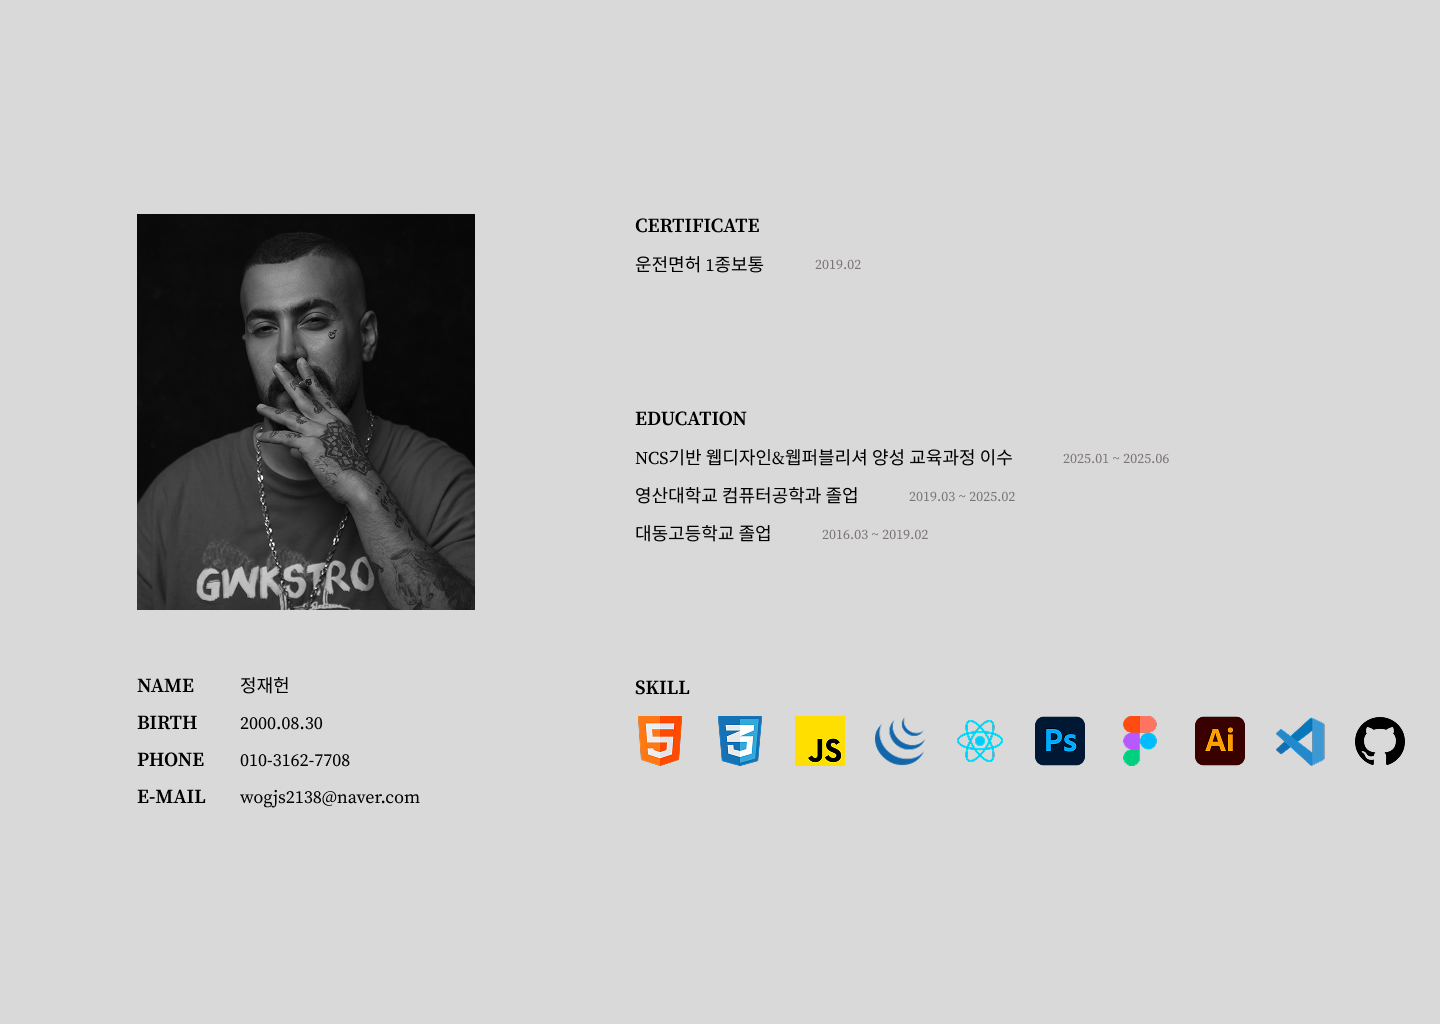 GWKSTRO
NAME 정재헌
BIRTH 2000.08.30
PHONE 010-3162-7708
E-MAIL wogjs2138@naver.com
CERTIFICATE
운전면허 1종보통 2019.02
EDUCATION
NCS기반 웹디자인&웹퍼블리셔 양성 교육과정 이수 2025.01 ~ 2025.06
영산대학교 컴퓨터공학과 졸업 2019.03 ~ 2025.02
대동고등학교 졸업 2016.03 ~ 2019.02
SKILL
5 3 JS Ps Ai